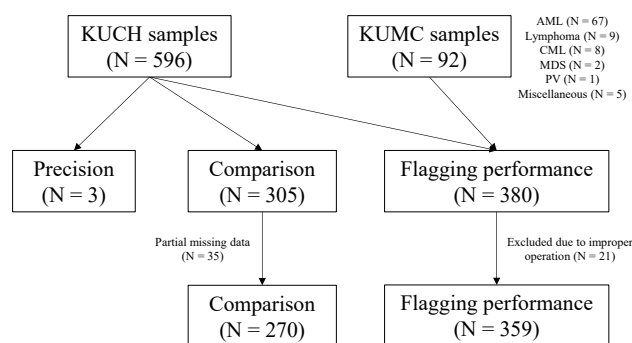 KUCH samples
(N = 596)
KUMC samples
(N = 92)
AML (N = 67)
Lymphoma (N = 9)
CML (N = 8)
MDS (N = 2)
PV (N = 1)
Miscellaneous (N = 5)
Precision
(N = 3)
Comparison
(N = 305)
Flagging performance
(N = 380)
Partial missing data
(N = 35)
Excluded due to improper
operation (N = 21)
Comparison
(N = 270)
Flagging performance
(N = 359)